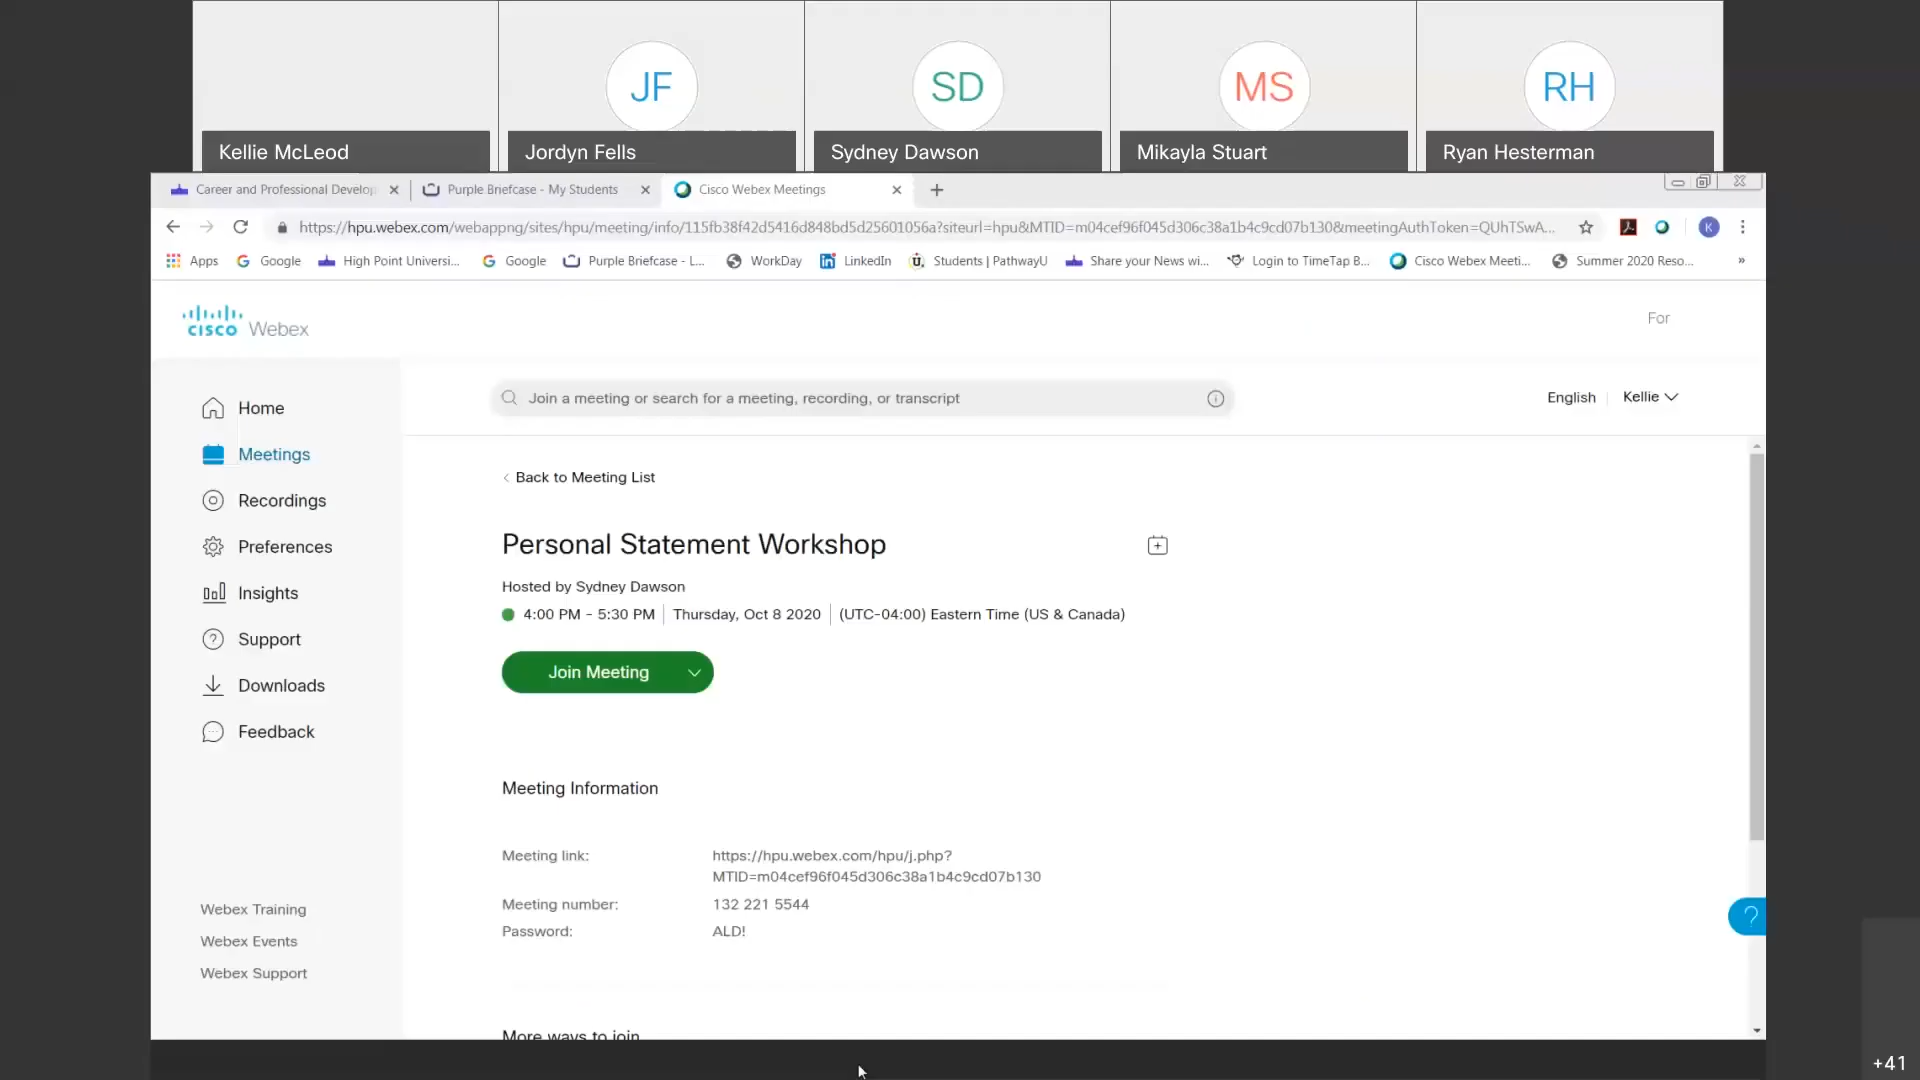 JF SD MS RH
Kellie McLeod Jordyn Fells Sydney Dawson Mikayla Stuart Ryan Hesterman
Career and Professional Develop Purple Briefcase - My Students Cisco Webex Meetings
https://hpu.webex.com/webappng/sites/hpu/meeting/info/115fb38f42d5416d848bd5d25601056a?siteurl=hpu&MTID=m04cef96f045d306c38a1b4c9cd07b130&meetingAuthToken=QUhTSwA... K
Apps Google High Point Universi... Google Purple Briefcase - L... WorkDay LinkedIn Students | PathwayU Share your News wi... Login to TimeTap B... Cisco Webex Meeti... Summer 2020 Reso... »
cisco Webex
For
Join a meeting or search for a meeting, recording, or transcript
English Kellie
Home
Meetings
Recordings
Preferences
Insights
Support
Downloads
Feedback
Webex Training
Webex Events
Webex Support
Back to Meeting List
Personal Statement Workshop
Hosted by Sydney Dawson
4:00 PM - 5:30 PM | Thursday, Oct 8 2020 | (UTC-04:00) Eastern Time (US & Canada)
Join Meeting
Meeting Information
Meeting link: https://hpu.webex.com/hpu/j.php?
MTID=m04cef96f045d306c38a1b4c9cd07b130
Meeting number: 132 221 5544
Password: ALD!
More ways to join
?
+41